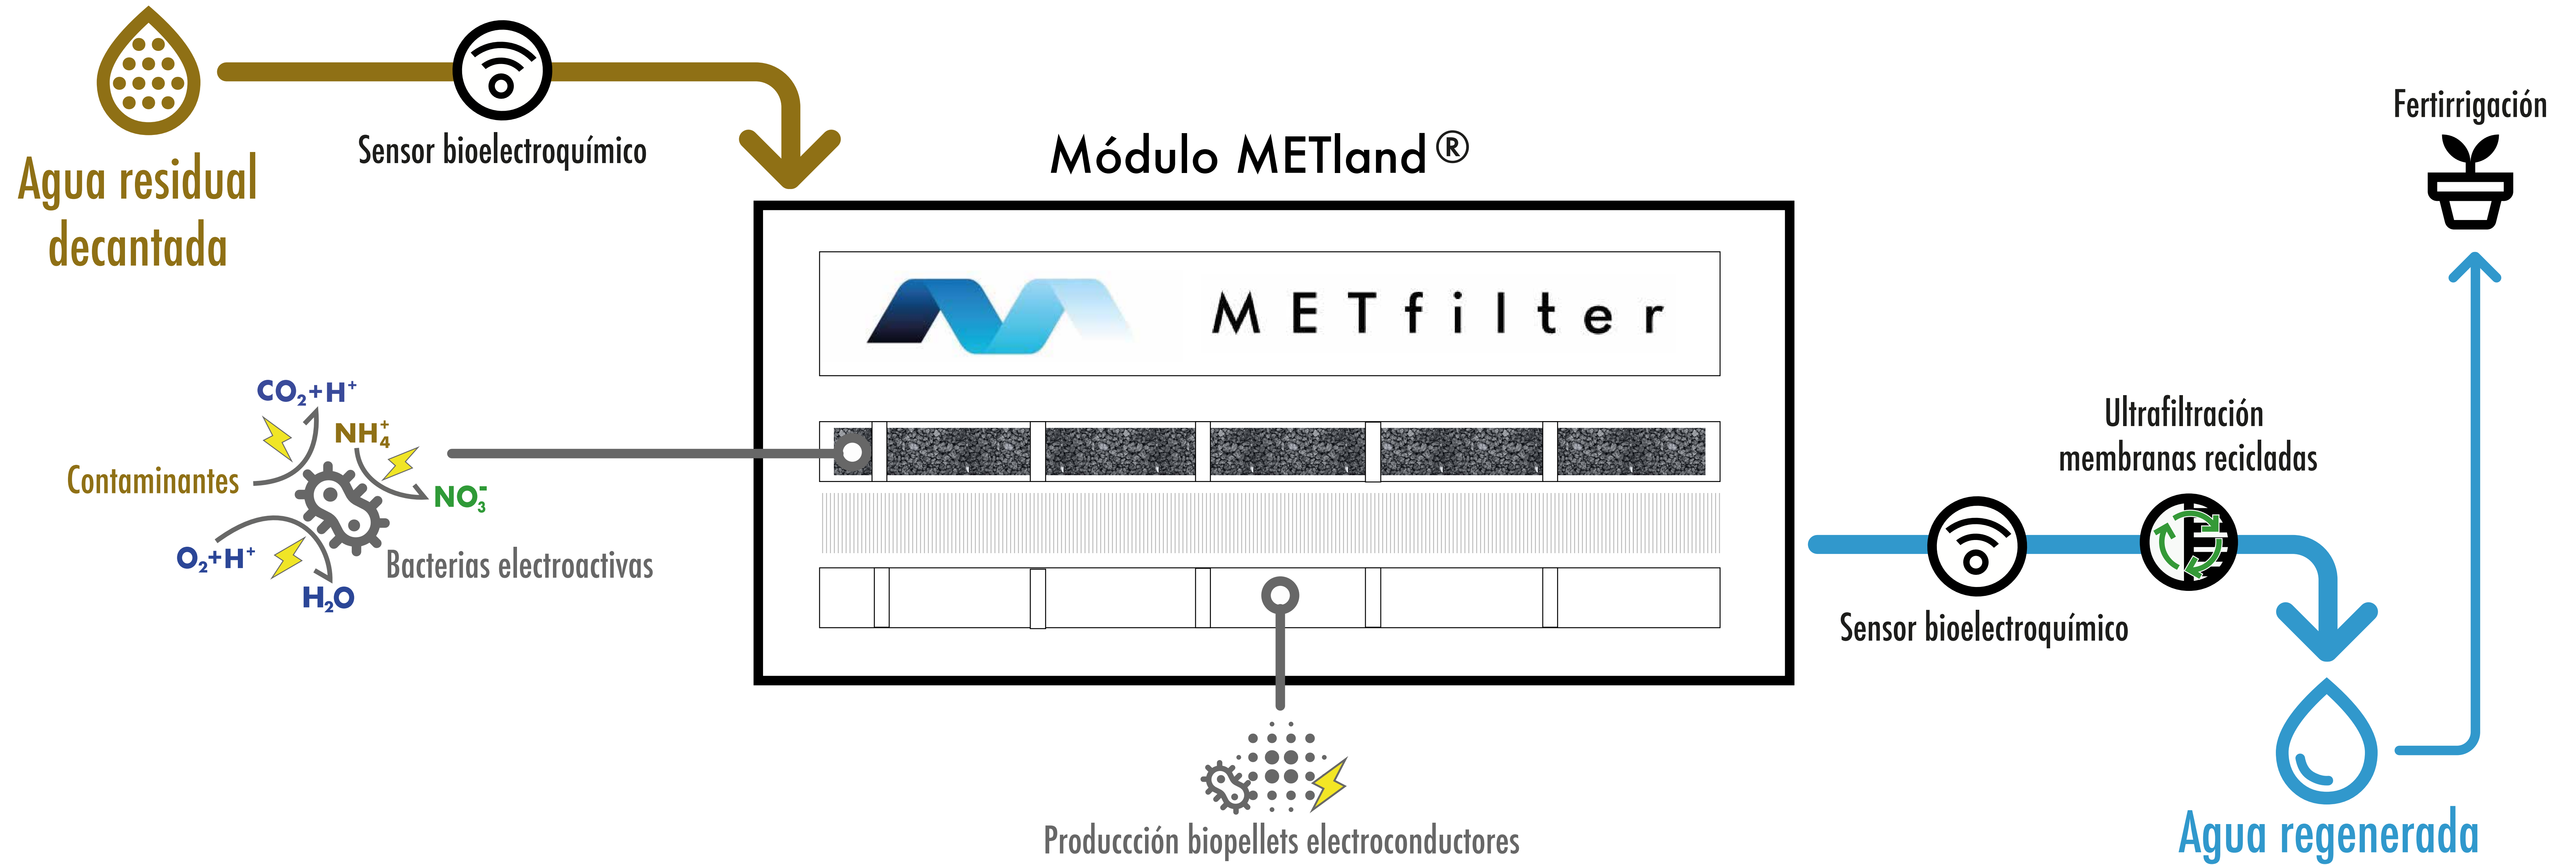 Agua residual
decantada
Sensor bioelectroquímico
Módulo METland®
METfilter
Fertirrigación
CO₂+H⁺
NH₄⁺
Contaminantes
NO₃⁻
O₂+H⁺
Bacterias electroactivas
H₂O
Ultrafiltración
membranas recicladas
Sensor bioelectroquímico
Produccción biopellets electroconductores
Agua regenerada